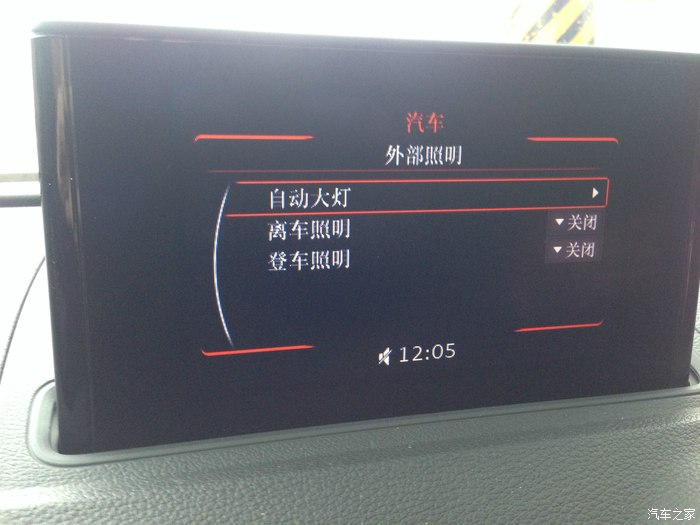 汽车
外部照明
自动大灯
离车照明 关闭
登车照明 关闭
12:05
汽车之家